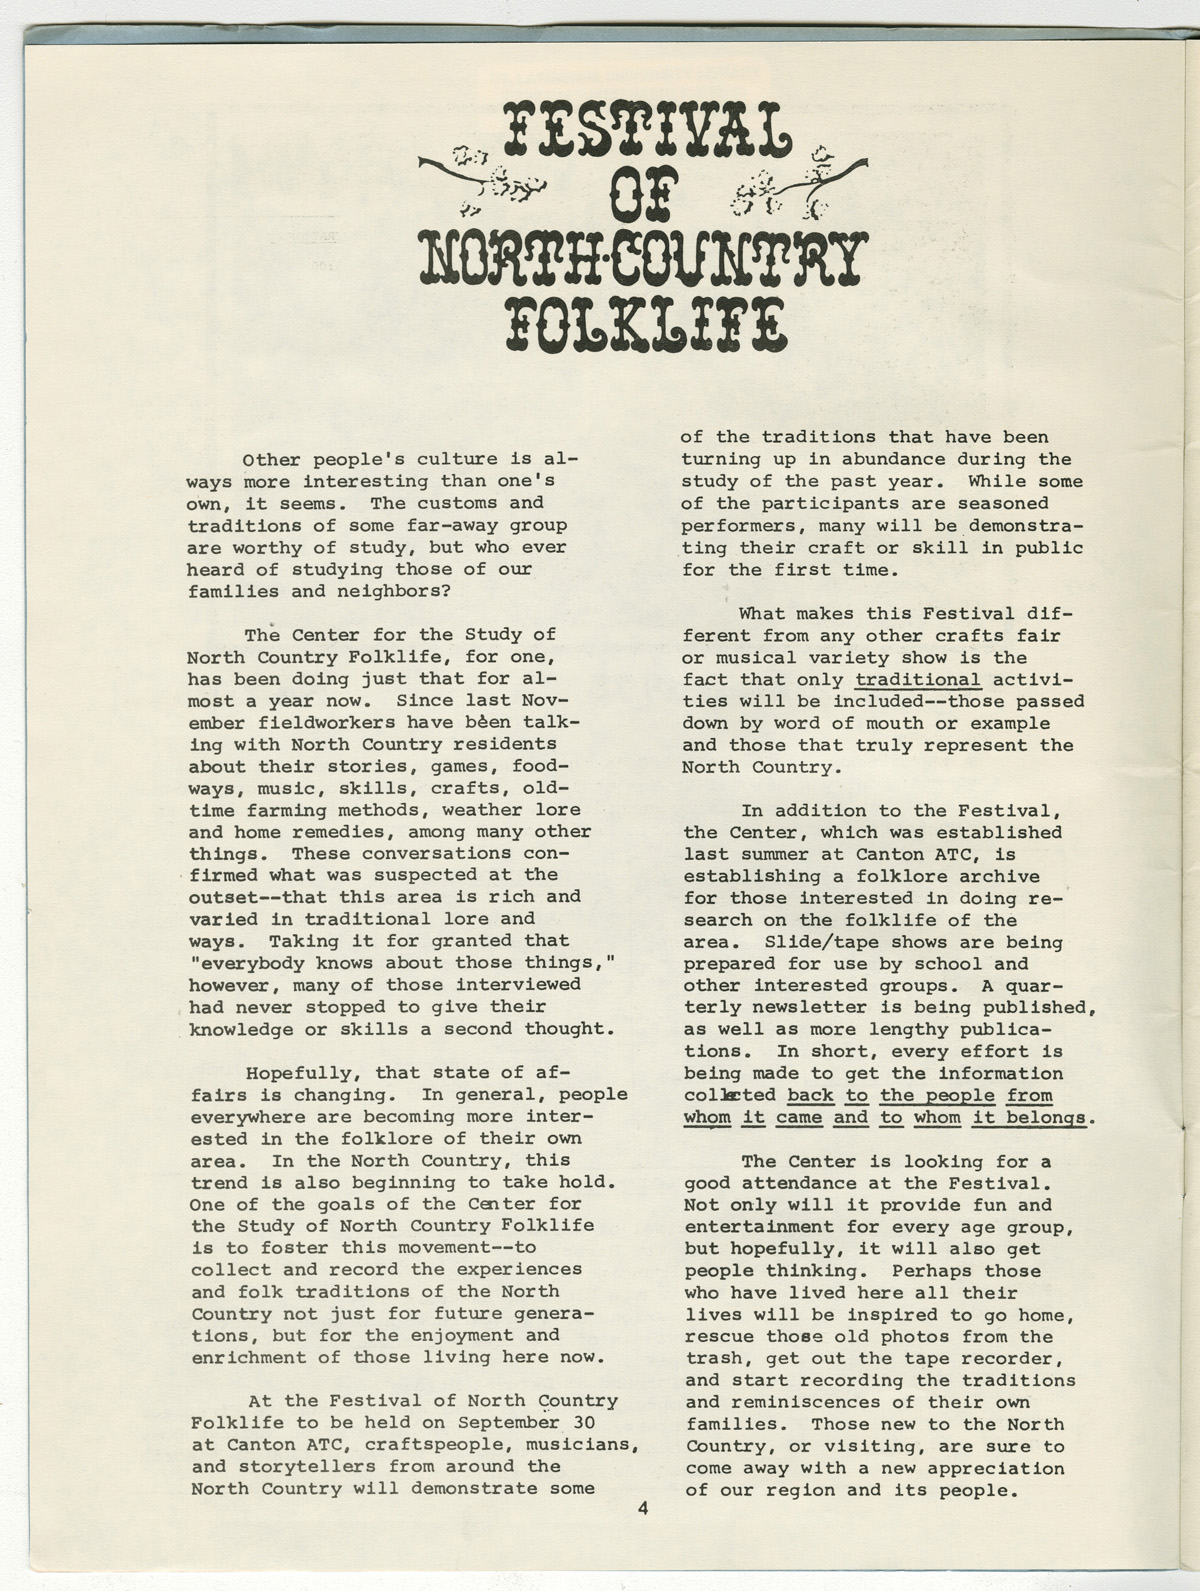 FESTIVAL
OF
NORTH·COUNTRY
FOLKLIFE
Other people's culture is al-
ways more interesting than one's
own, it seems. The customs and
traditions of some far-away group
are worthy of study, but who ever
heard of studying those of our
families and neighbors?
The Center for the Study of
North Country Folklife, for one,
has been doing just that for al-
most a year now. Since last Nov-
ember fieldworkers have been talk-
ing with North Country residents
about their stories, games, food-
ways, music, skills, crafts, old-
time farming methods, weather lore
and home remedies, among many other
things. These conversations con-
firmed what was suspected at the
outset--that this area is rich and
varied in traditional lore and
ways. Taking it for granted that
"everybody knows about those things,"
however, many of those interviewed
had never stopped to give their
knowledge or skills a second thought.
Hopefully, that state of af-
fairs is changing. In general, people
everywhere are becoming more inter-
ested in the folklore of their own
area. In the North Country, this
trend is also beginning to take hold.
One of the goals of the Center for
the Study of North Country Folklife
is to foster this movement--to
collect and record the experiences
and folk traditions of the North
Country not just for future genera-
tions, but for the enjoyment and
enrichment of those living here now.
At the Festival of North Country
Folklife to be held on September 30
at Canton ATC, craftspeople, musicians,
and storytellers from around the
North Country will demonstrate some
of the traditions that have been
turning up in abundance during the
study of the past year. While some
of the participants are seasoned
performers, many will be demonstra-
ting their craft or skill in public
for the first time.
What makes this Festival dif-
ferent from any other crafts fair
or musical variety show is the
fact that only traditional activi-
ties will be included--those passed
down by word of mouth or example
and those that truly represent the
North Country.
In addition to the Festival,
the Center, which was established
last summer at Canton ATC, is
establishing a folklore archive
for those interested in doing re-
search on the folklife of the
area. Slide/tape shows are being
prepared for use by school and
other interested groups. A quar-
terly newsletter is being published,
as well as more lengthy publica-
tions. In short, every effort is
being made to get the information
collected back to the people from
whom it came and to whom it belongs.
The Center is looking for a
good attendance at the Festival.
Not only will it provide fun and
entertainment for every age group,
but hopefully, it will also get
people thinking. Perhaps those
who have lived here all their
lives will be inspired to go home,
rescue those old photos from the
trash, get out the tape recorder,
and start recording the traditions
and reminiscences of their own
families. Those new to the North
Country, or visiting, are sure to
come away with a new appreciation
of our region and its people.
4